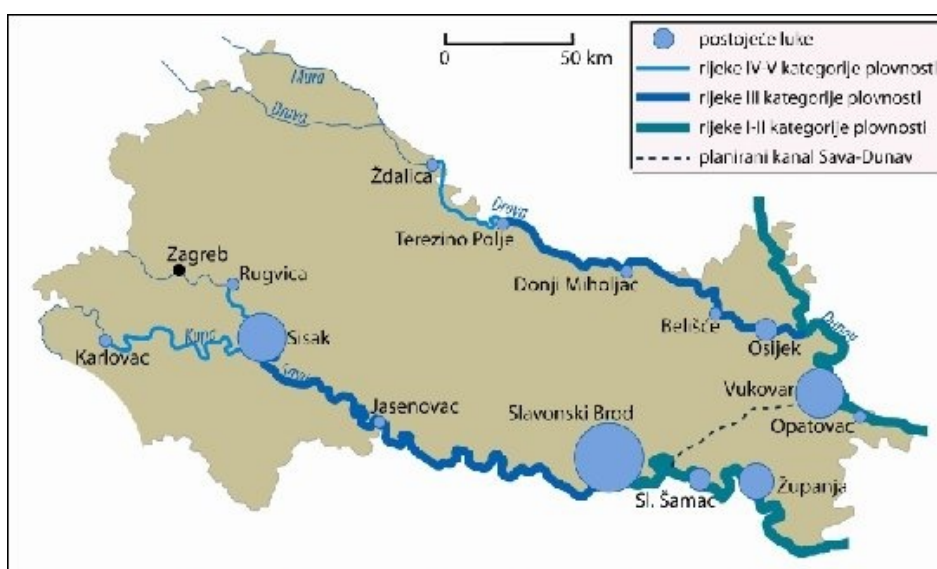 postojeće luke
rijeke IV-V kategorije plovnosti
rijeke III kategorije plovnosti
rijeke I-II kategorije plovnosti
planirani kanal Sava-Dunav
0 50 km
Mura
Drava
Ždalica
Drava
Terezino Polje
Zagreb
Rugvica
Donji Miholjac
Belišće
Osijek
Dunav
Kupa
Sisak
Karlovac
Sava
Vukovar
Jasenovac
Slavonski Brod
Opatovac
Sl. Šamac
Županja